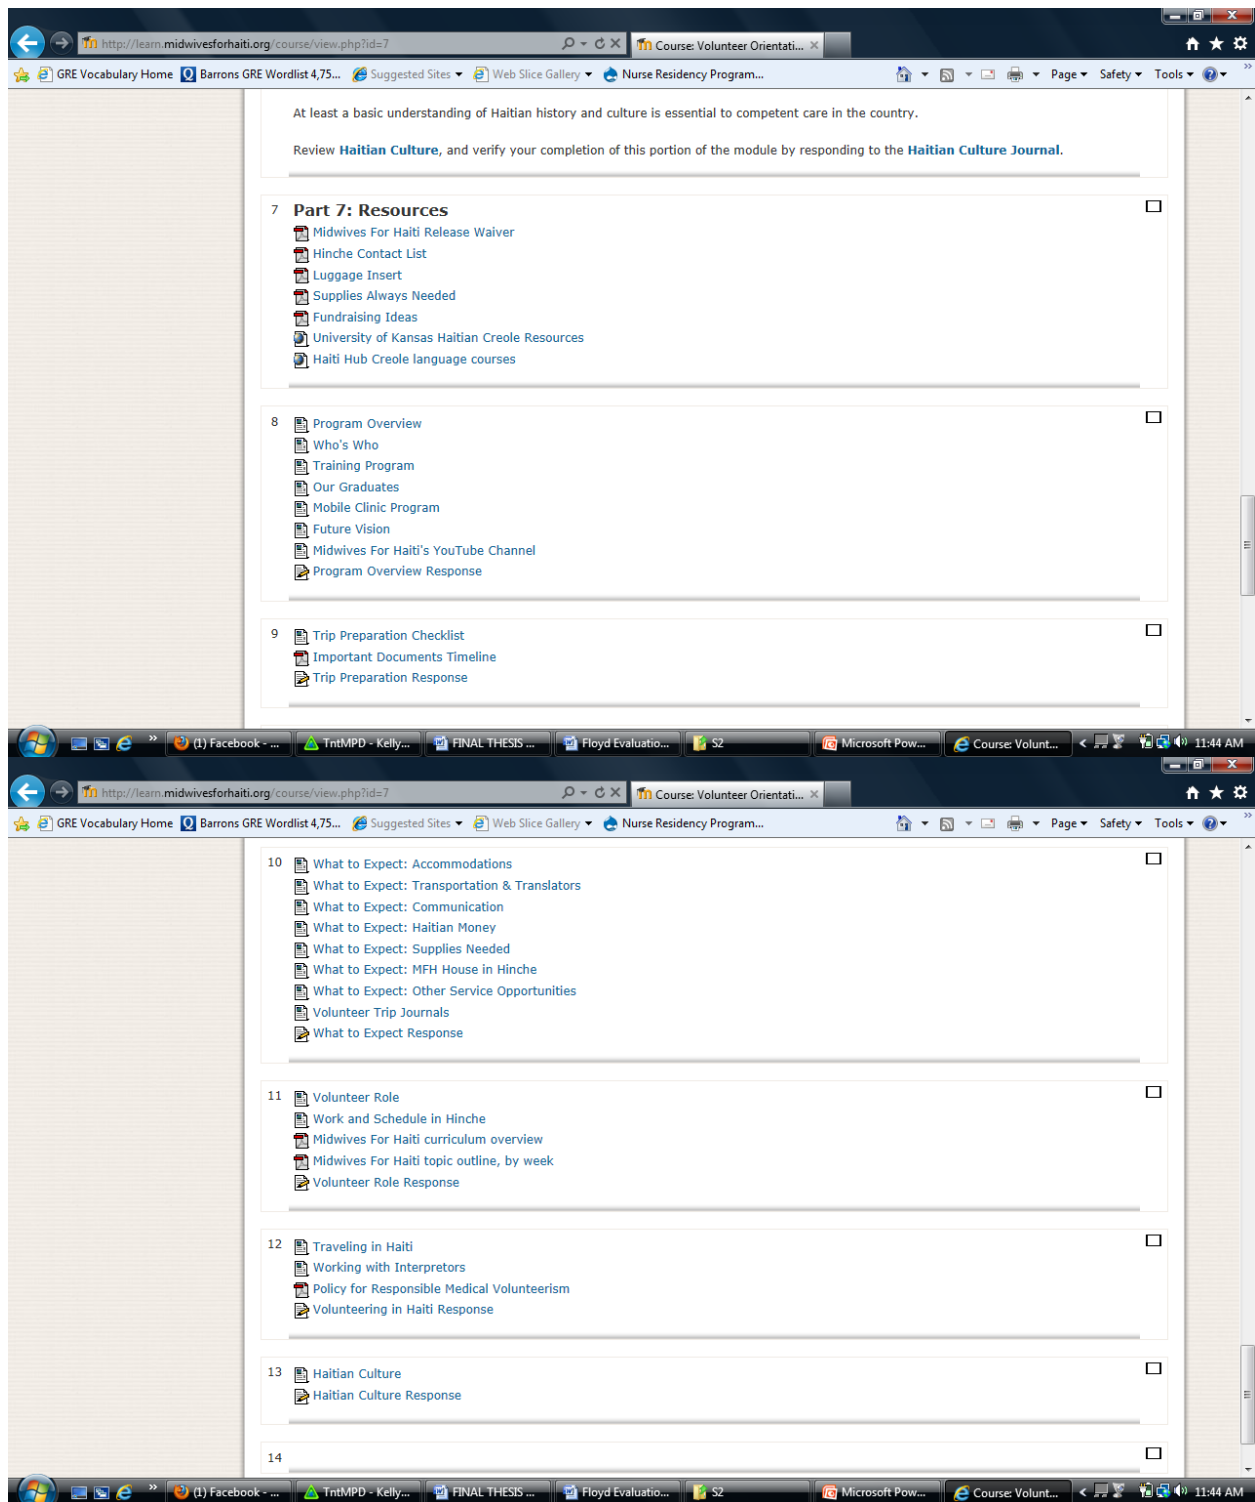 http://learn.midwivesforhaiti.org/course/view.php?id=7
Course: Volunteer Orientati...
GRE Vocabulary Home Barrons GRE Wordlist 4,75... Suggested Sites Web Slice Gallery Nurse Residency Program... Page Safety Tools
At least a basic understanding of Haitian history and culture is essential to competent care in the country.
Review Haitian Culture, and verify your completion of this portion of the module by responding to the Haitian Culture Journal.
7 Part 7: Resources
Midwives For Haiti Release Waiver
Hinche Contact List
Luggage Insert
Supplies Always Needed
Fundraising Ideas
University of Kansas Haitian Creole Resources
Haiti Hub Creole language courses
8 Program Overview
Who's Who
Training Program
Our Graduates
Mobile Clinic Program
Future Vision
Midwives For Haiti's YouTube Channel
Program Overview Response
9 Trip Preparation Checklist
Important Documents Timeline
Trip Preparation Response
(1) Facebook - ... TntMPD - Kelly... FINAL THESIS ... Floyd Evaluatio... S2 Microsoft Pow... Course: Volunt... 11:44 AM
http://learn.midwivesforhaiti.org/course/view.php?id=7
Course: Volunteer Orientati...
GRE Vocabulary Home Barrons GRE Wordlist 4,75... Suggested Sites Web Slice Gallery Nurse Residency Program... Page Safety Tools
10 What to Expect: Accommodations
What to Expect: Transportation & Translators
What to Expect: Communication
What to Expect: Haitian Money
What to Expect: Supplies Needed
What to Expect: MFH House in Hinche
What to Expect: Other Service Opportunities
Volunteer Trip Journals
What to Expect Response
11 Volunteer Role
Work and Schedule in Hinche
Midwives For Haiti curriculum overview
Midwives For Haiti topic outline, by week
Volunteer Role Response
12 Traveling in Haiti
Working with Interpretors
Policy for Responsible Medical Volunteerism
Volunteering in Haiti Response
13 Haitian Culture
Haitian Culture Response
14
(1) Facebook - ... TntMPD - Kelly... FINAL THESIS ... Floyd Evaluatio... S2 Microsoft Pow... Course: Volunt... 11:44 AM